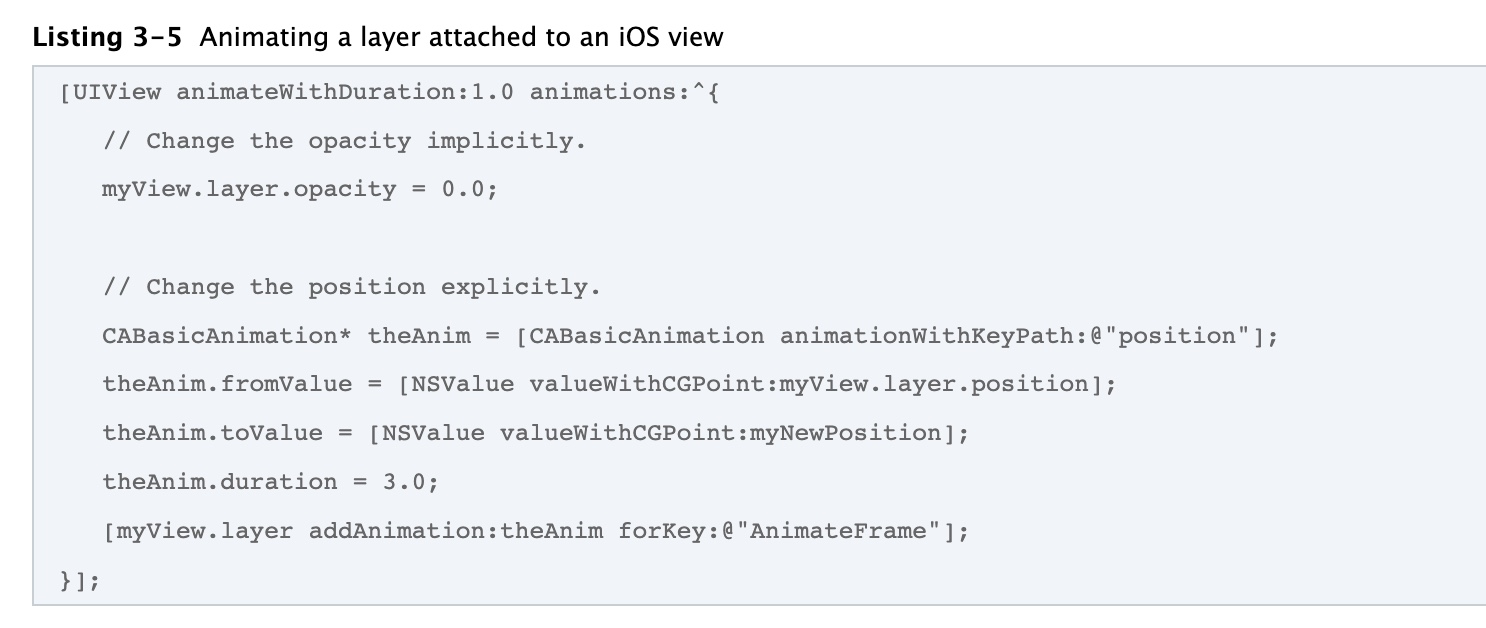 Listing 3-5 Animating a layer attached to an iOS view
[UIView animateWithDuration:1.0 animations:^{
// Change the opacity implicitly.
myView.layer.opacity = 0.0;
// Change the position explicitly.
CABasicAnimation* theAnim = [CABasicAnimation animationWithKeyPath:@"position"];
theAnim.fromValue = [NSValue valueWithCGPoint:myView.layer.position];
theAnim.toValue = [NSValue valueWithCGPoint:myNewPosition];
theAnim.duration = 3.0;
[myView.layer addAnimation:theAnim forKey:@"AnimateFrame"];
}];